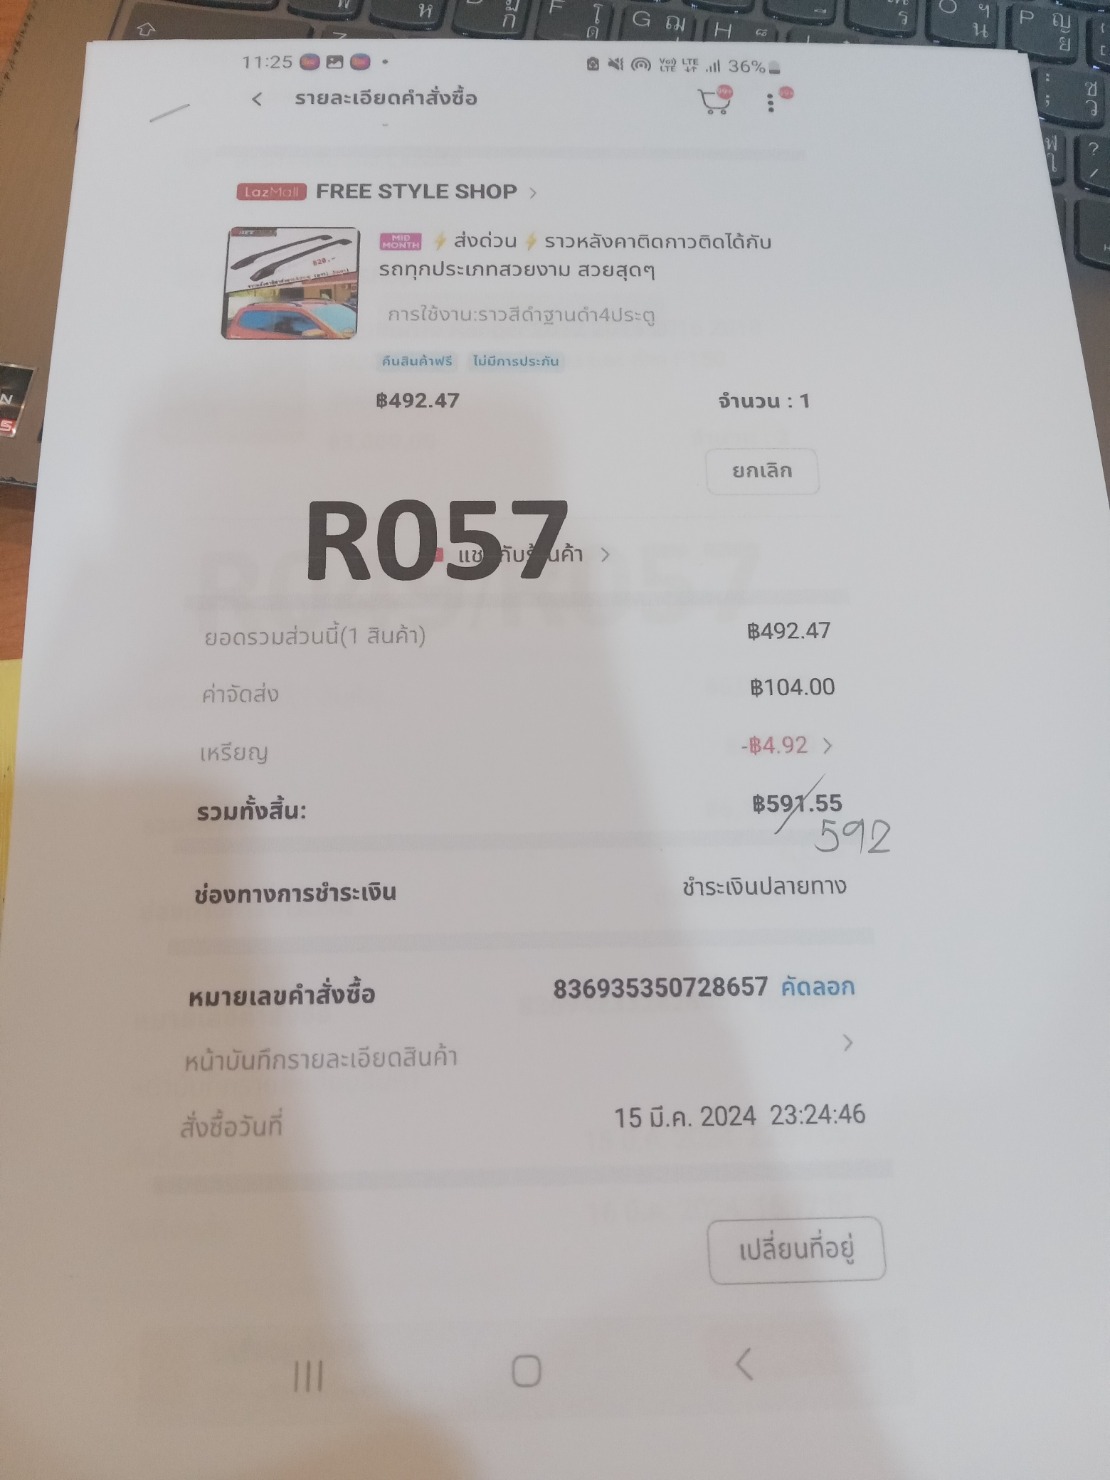 11:25
VoLTE LTE 36%
รายละเอียดคำสั่งซื้อ
LazMall FREE STYLE SHOP
MID MONTH ⚡ส่งด่วน⚡ราวหลังคาติดกาวติดได้กับ
รถทุกประเภทสวยงาม สวยสุดๆ
การใช้งาน:ราวสีดำฐานดำ4ประตู
คืนสินค้าฟรี ไม่มีการประกัน
฿492.47 จำนวน : 1
ยกเลิก
R057
ยอดรวมส่วนนี้(1 สินค้า) ฿492.47
ค่าจัดส่ง ฿104.00
เหรียญ -฿4.92
รวมทั้งสิ้น: ฿591.55
592
ช่องทางการชำระเงิน ชำระเงินปลายทาง
หมายเลขคำสั่งซื้อ 836935350728657 คัดลอก
หน้าบันทึกรายละเอียดสินค้า
สั่งซื้อวันที่ 15 มี.ค. 2024 23:24:46
เปลี่ยนที่อยู่